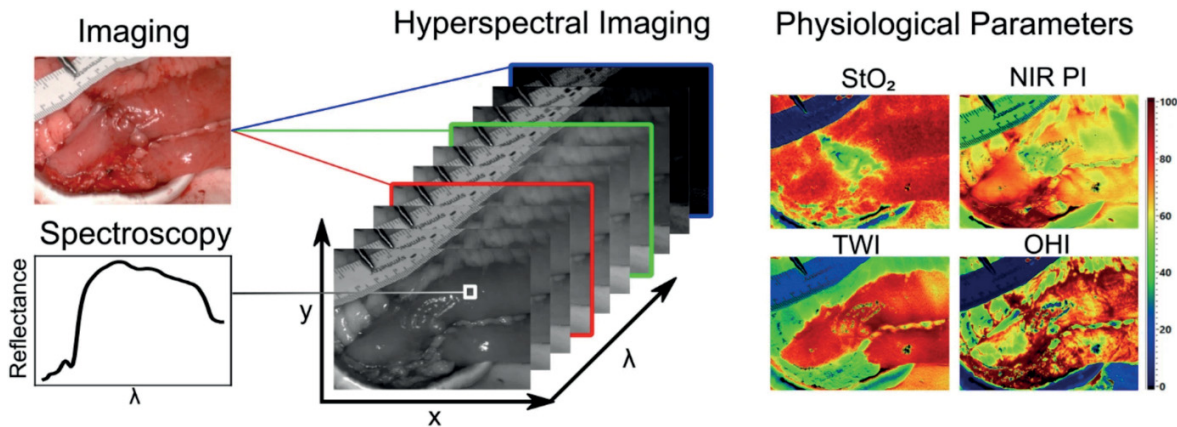 Imaging
Hyperspectral Imaging
Physiological Parameters
StO₂
NIR PI
TWI
OHI
100
80
60
40
20
0
Spectroscopy
Reflectance
λ
y
x
λ